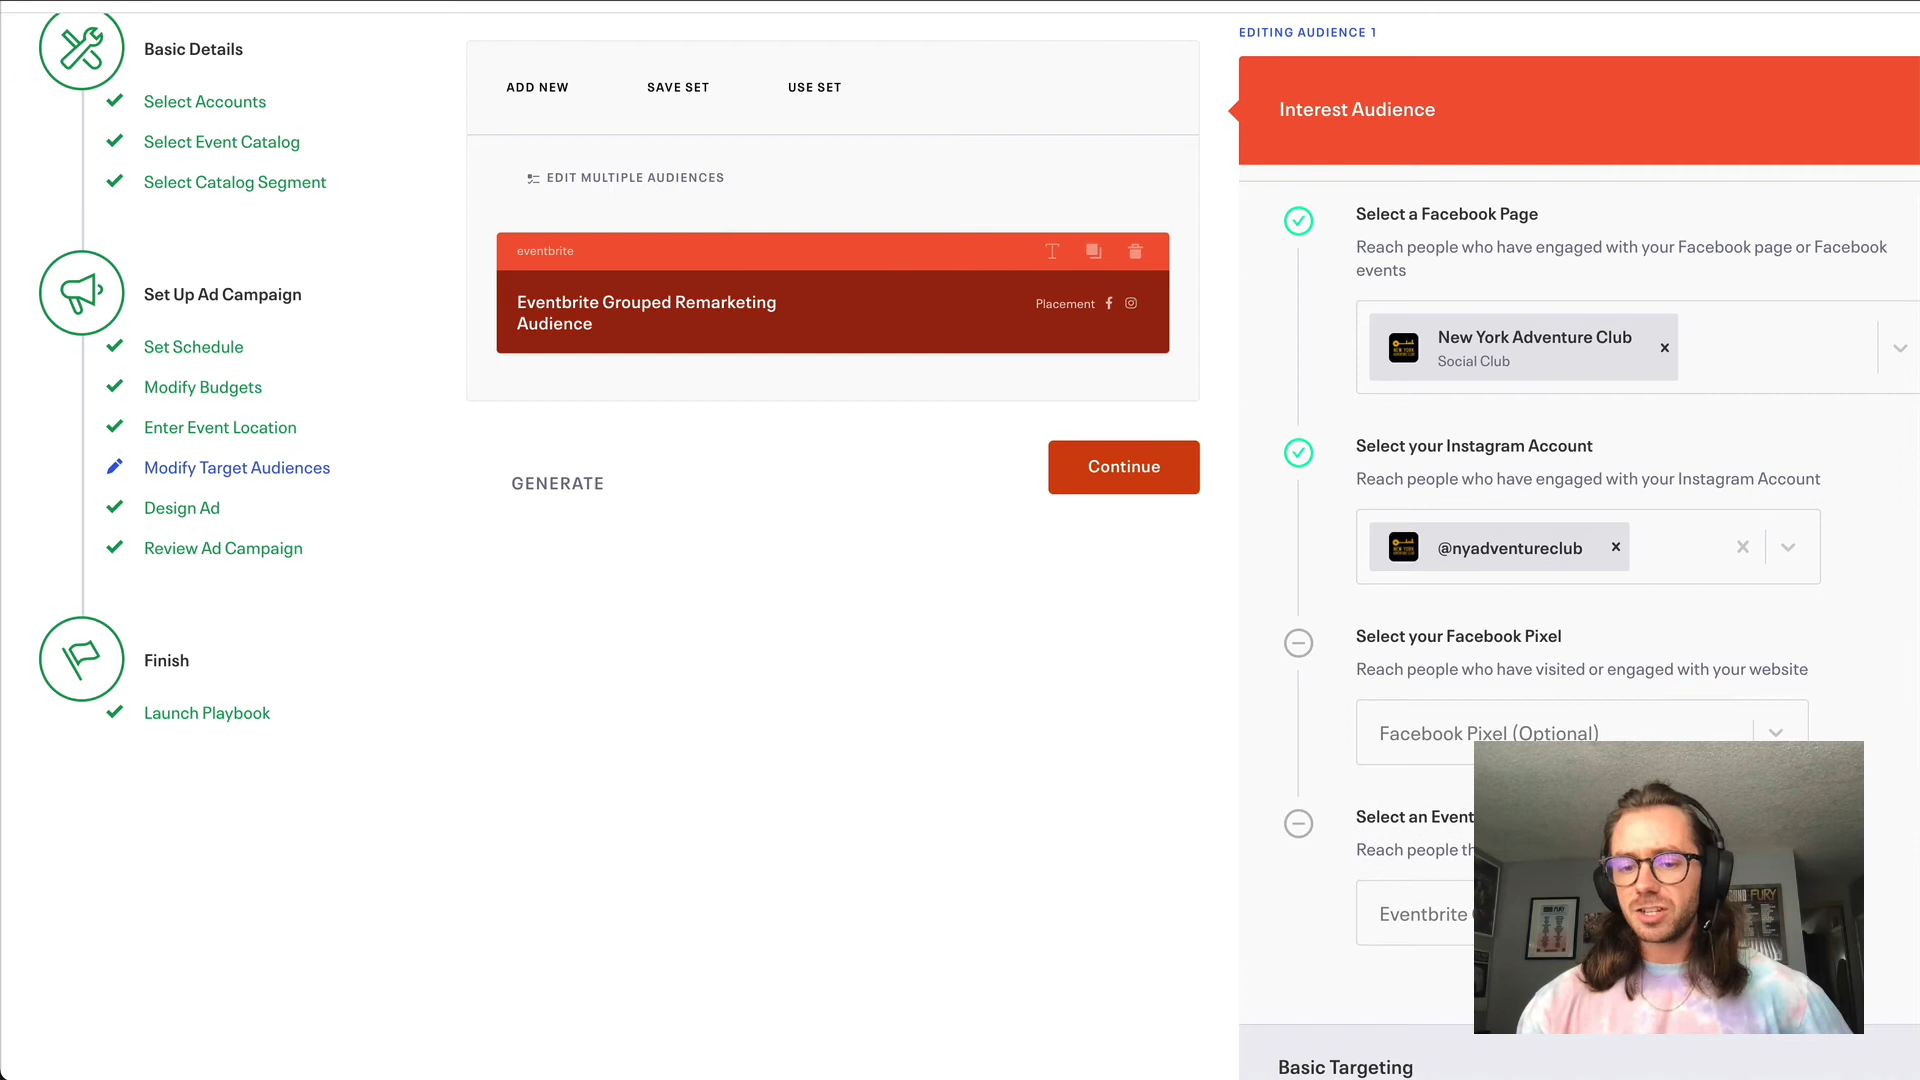 Basic Details
Select Accounts
Select Event Catalog
Select Catalog Segment
Set Up Ad Campaign
Set Schedule
Modify Budgets
Enter Event Location
Modify Target Audiences
Design Ad
Review Ad Campaign
Finish
Launch Playbook
ADD NEW
SAVE SET
USE SET
EDIT MULTIPLE AUDIENCES
eventbrite
Eventbrite Grouped Remarketing
Audience
Placement
GENERATE
Continue
EDITING AUDIENCE 1
Interest Audience
Select a Facebook Page
Reach people who have engaged with your Facebook page or Facebook
events
New York Adventure Club
Social Club
Select your Instagram Account
Reach people who have engaged with your Instagram Account
@nyadventureclub
Select your Facebook Pixel
Reach people who have visited or engaged with your website
Facebook Pixel (Optional)
Select an Event
Reach people
Eventbrite
FURY
Basic Targeting